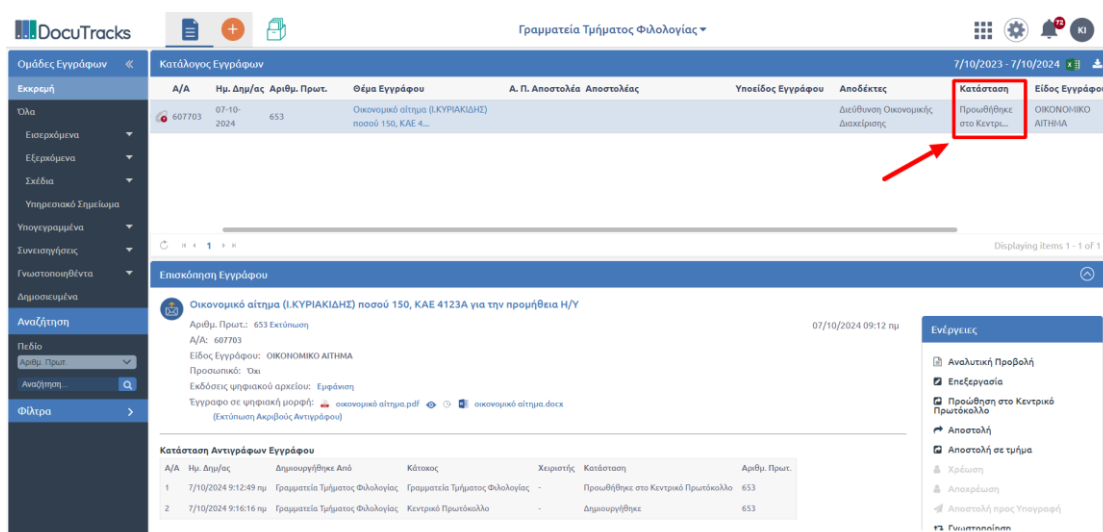 DocuTracks
Γραμματεία Τμήματος Φιλολογίας
72
ΚΙ
Ομάδες Εγγράφων
Κατάλογος Εγγράφων
7/10/2023 - 7/10/2024
Εκκρεμή
Όλα
Εισερχόμενα
Εξερχόμενα
Σχέδια
Υπηρεσιακό Σημείωμα
Υπογεγραμμένα
Συνεισηγήσεις
Γνωστοποιηθέντα
Δημοσιευμένα
Αναζήτηση
Πεδίο
Αριθμ. Πρωτ.
Αναζήτηση...
Φίλτρα
Α/Α Ημ. Δημ/ας Αριθμ. Πρωτ. Θέμα Εγγράφου Α. Π. Αποστολέα Αποστολέας Υποείδος Εγγράφου Αποδέκτες Κατάσταση Είδος Εγγράφου
607703 07-10-2024 653 Οικονομικό αίτημα (Ι.ΚΥΡΙΑΚΙΔΗΣ) ποσού 150, ΚΑΕ 4... Διεύθυνση Οικονομικής Διαχείρισης Προωθήθηκε στο Κεντρι... ΟΙΚΟΝΟΜΙΚΟ ΑΙΤΗΜΑ
1
Displaying items 1 - 1 of 1
Επισκόπηση Εγγράφου
Οικονομικό αίτημα (Ι.ΚΥΡΙΑΚΙΔΗΣ) ποσού 150, ΚΑΕ 4123Α για την προμήθεια Η/Υ
Αριθμ. Πρωτ.: 653 Εκτύπωση
07/10/2024 09:12 πμ
Α/Α: 607703
Είδος Εγγράφου: ΟΙΚΟΝΟΜΙΚΟ ΑΙΤΗΜΑ
Προσωπικό: Όχι
Εκδόσεις ψηφιακού αρχείου: Εμφάνιση
Έγγραφο σε ψηφιακή μορφή: οικονομικό αίτημα.pdf οικονομικό αίτημα.docx
(Εκτύπωση Ακριβούς Αντιγράφου)
Κατάσταση Αντιγράφων Εγγράφου
Α/Α Ημ. Δημ/ας Δημιουργήθηκε Από Κάτοχος Χειριστής Κατάσταση Αριθμ. Πρωτ.
1 7/10/2024 9:12:49 πμ Γραμματεία Τμήματος Φιλολογίας Γραμματεία Τμήματος Φιλολογίας - Προωθήθηκε στο Κεντρικό Πρωτόκολλο 653
2 7/10/2024 9:16:16 πμ Γραμματεία Τμήματος Φιλολογίας Κεντρικό Πρωτόκολλο - Δημιουργήθηκε 653
Ενέργειες
Αναλυτική Προβολή
Επεξεργασία
Προώθηση στο Κεντρικό
Πρωτόκολλο
Αποστολή
Αποστολή σε τμήμα
Χρέωση
Αποχρέωση
Αποστολή προς Υπογραφή
Γνωστοποίηση